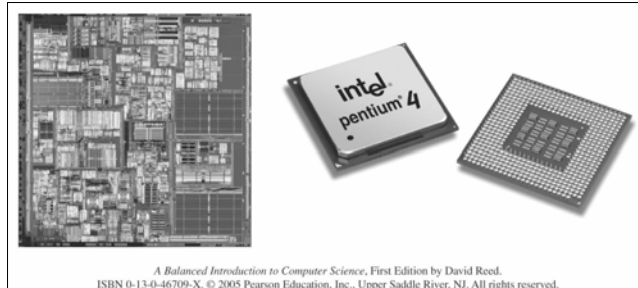 intel®
pentium® 4
A Balanced Introduction to Computer Science, First Edition by David Reed.
ISBN 0-13-0-46709-X. © 2005 Pearson Education, Inc., Upper Saddle River, NJ. All rights reserved.